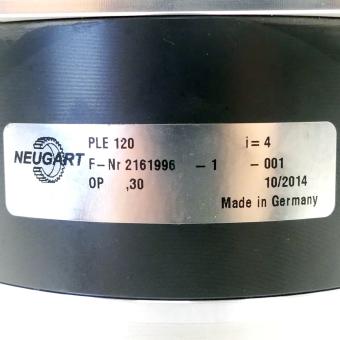 NEUGART
PLE 120 i= 4
F-Nr 2161996 - 1 - 001
OP ,30 10/2014
Made in Germany